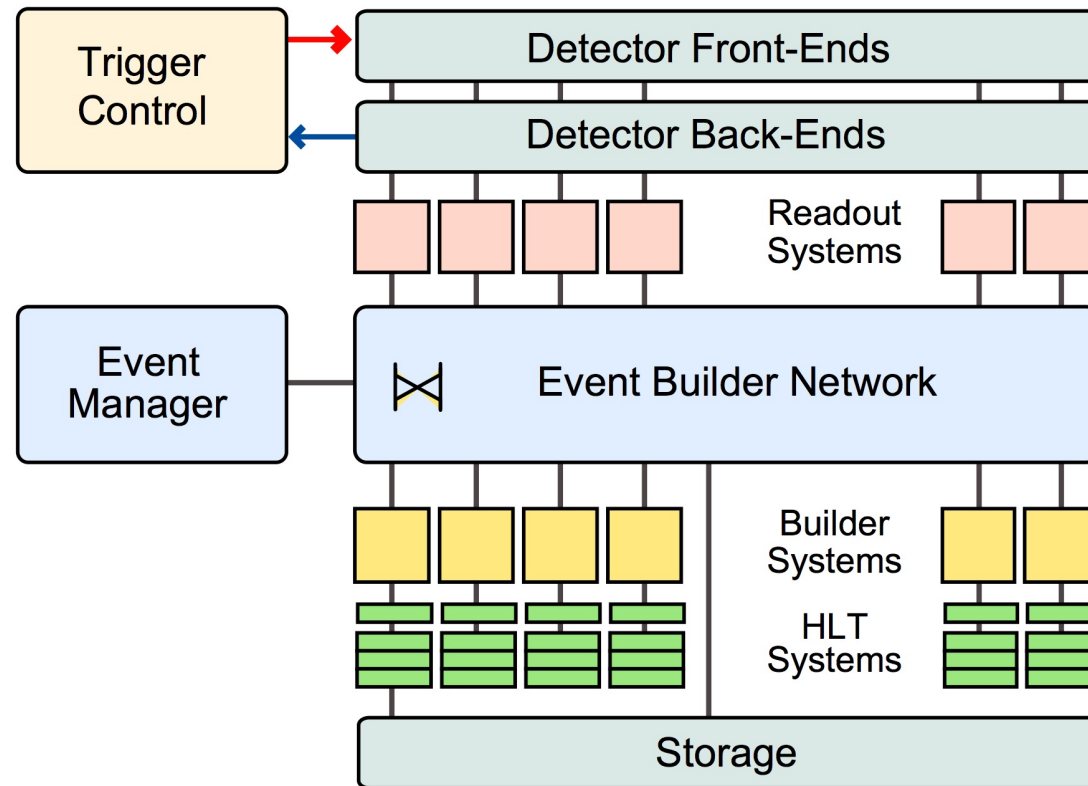 Trigger
Control
Detector Front-Ends
Detector Back-Ends
Readout
Systems
Event
Manager
Event Builder Network
Builder
Systems
HLT
Systems
Storage